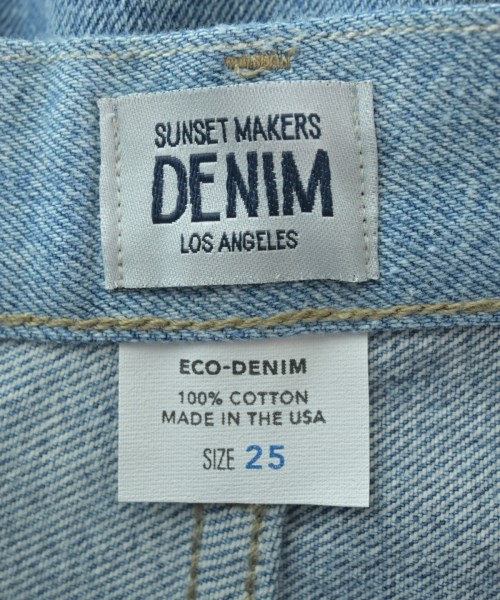 SUNSET MAKERS
DENIM
LOS ANGELES
ECO-DENIM
100% COTTON
MADE IN THE USA
SIZE 25